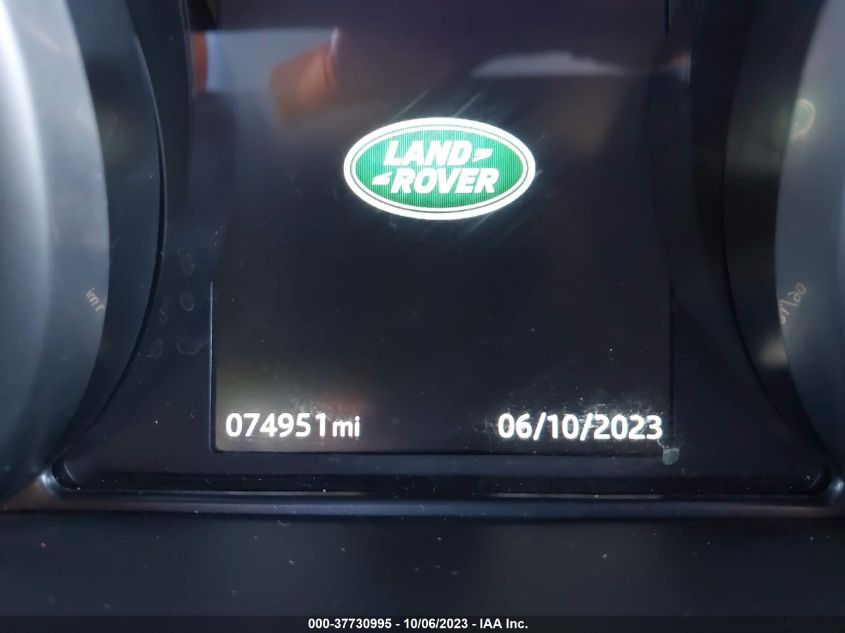 LAND
ROVER
074951mi 06/10/2023
000-37730995 - 10/06/2023 - IAA Inc.